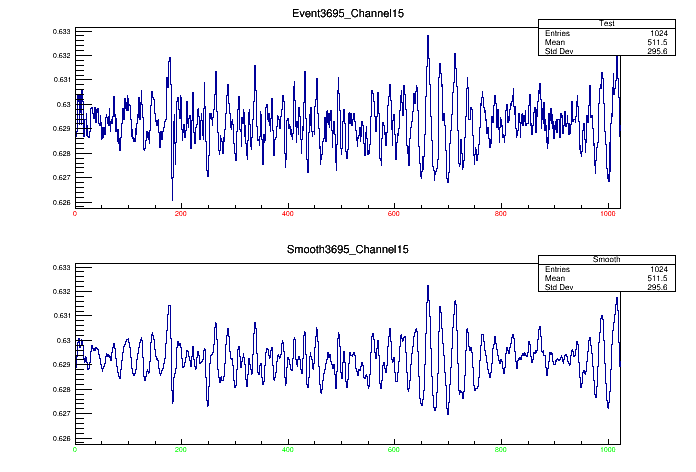 Event3695_Channel15
Test
Entries 1024
Mean 511.5
Std Dev 295.6
0.633
0.632
0.631
0.63
0.629
0.628
0.627
0.626
0 200 400 600 800 1000
Smooth3695_Channel15
Smooth
Entries 1024
Mean 511.5
Std Dev 295.6
0.633
0.632
0.631
0.63
0.629
0.628
0.627
0.626
0 200 400 600 800 1000